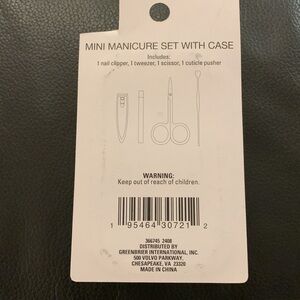 MINI MANICURE SET WITH CASE
Includes:
1 nail clipper, 1 tweezer, 1 scissor, 1 cuticle pusher
WARNING:
Keep out of reach of children.
1 95464 30721 2
366745 2408
DISTRIBUTED BY
GREENBRIER INTERNATIONAL, INC.
500 VOLVO PARKWAY,
CHESAPEAKE, VA 23320
MADE IN CHINA